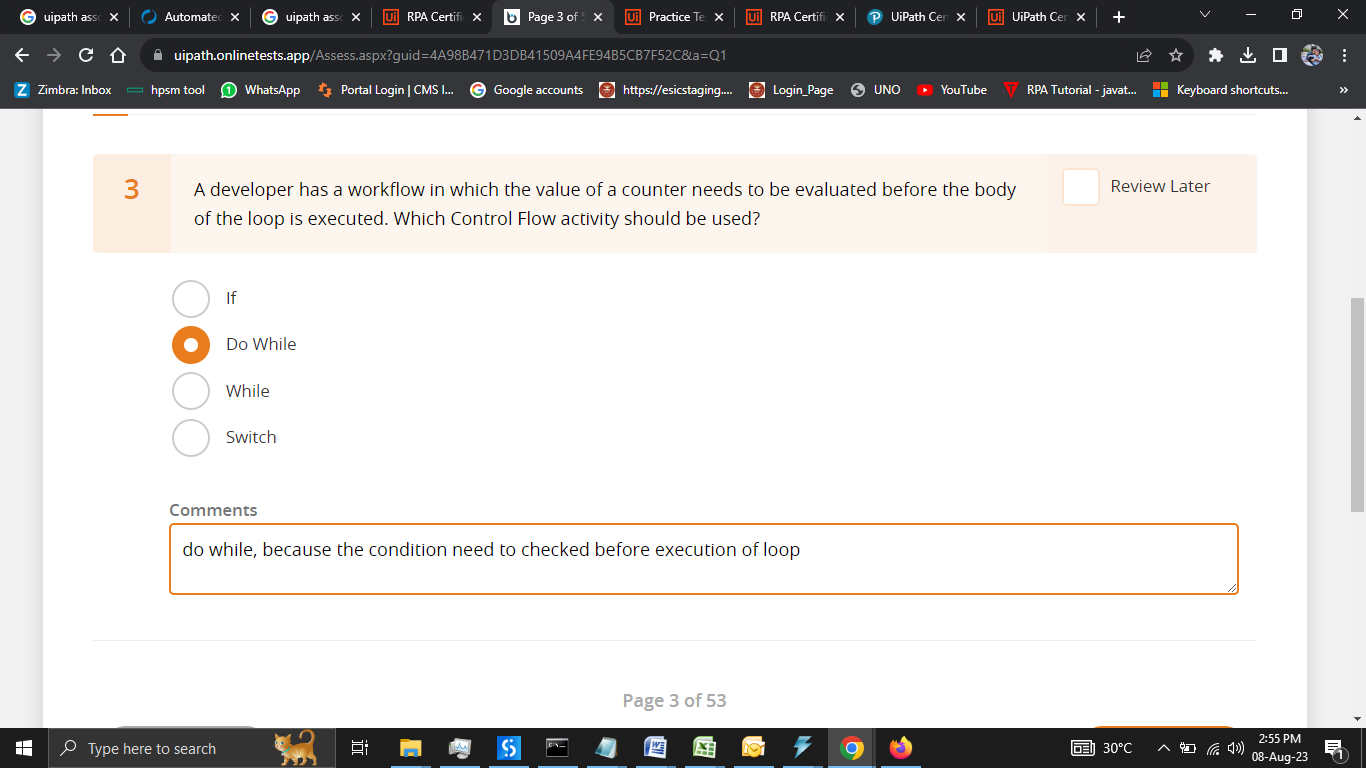 uipath ass
Automated
uipath ass
RPA Certifi
Page 3 of 5
Practice Te
RPA Certifi
UiPath Cer
UiPath Cer
uipath.onlinetests.app/Assess.aspx?guid=4A98B471D3DB41509A4FE94B5CB7F52C&a=Q1
Zimbra: Inbox
hpsm tool
WhatsApp
Portal Login | CMS I...
Google accounts
https://esicstaging....
Login_Page
UNO
YouTube
RPA Tutorial - javat...
Keyboard shortcuts...
»
3
A developer has a workflow in which the value of a counter needs to be evaluated before the body
of the loop is executed. Which Control Flow activity should be used?
Review Later
If
Do While
While
Switch
Comments
do while, because the condition need to checked before execution of loop
Page 3 of 53
Type here to search
30°C
2:55 PM
08-Aug-23
1